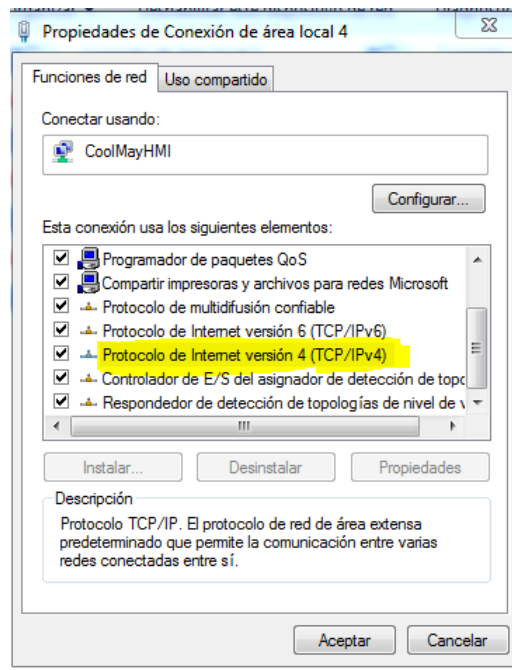 Propiedades de Conexión de área local 4
Funciones de red
Uso compartido
Conectar usando:
CoolMayHMI
Configurar...
Esta conexión usa los siguientes elementos:
Programador de paquetes QoS
Compartir impresoras y archivos para redes Microsoft
Protocolo de multidifusión confiable
Protocolo de Internet versión 6 (TCP/IPv6)
Protocolo de Internet versión 4 (TCP/IPv4)
Controlador de E/S del asignador de detección de topo
Respondedor de detección de topologías de nivel de v
Instalar...
Desinstalar
Propiedades
Descripción
Protocolo TCP/IP. El protocolo de red de área extensa
predeterminado que permite la comunicación entre varias
redes conectadas entre sí.
Aceptar
Cancelar